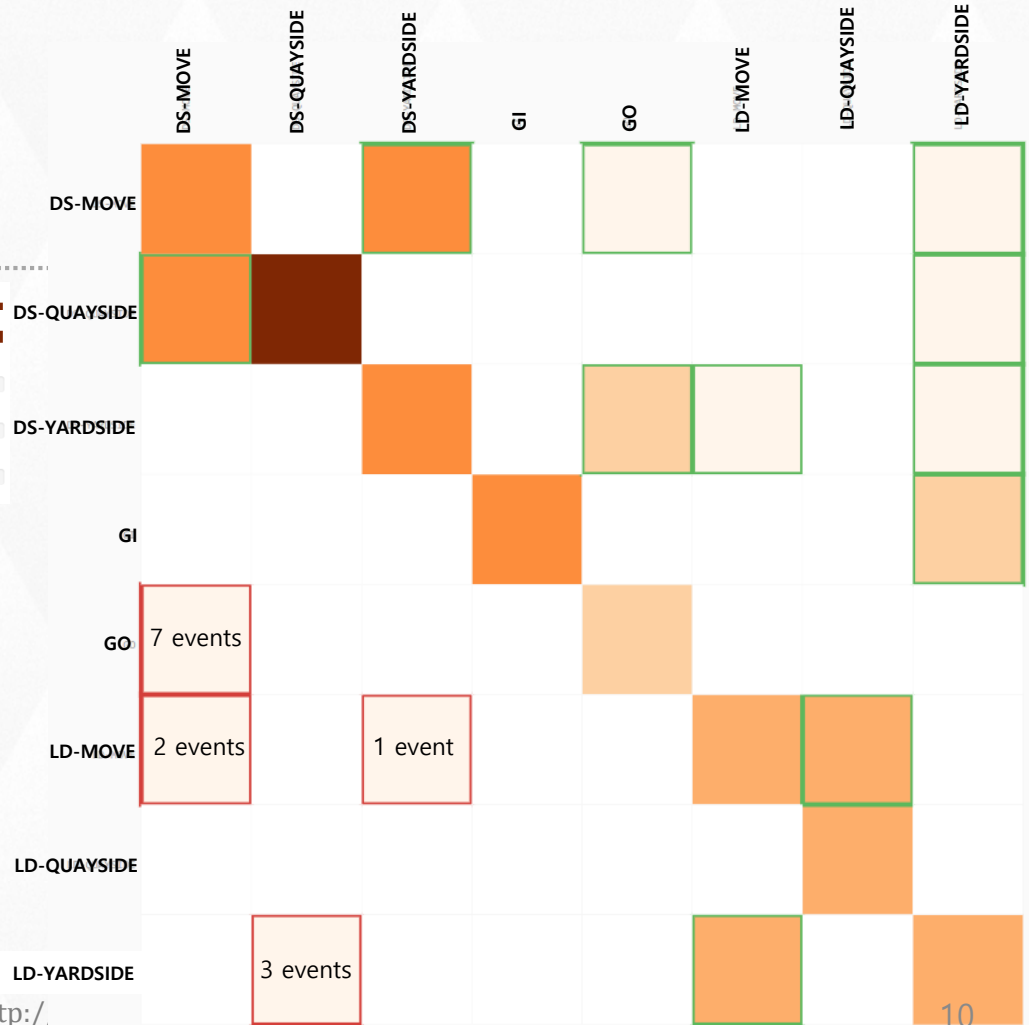 DS-MOVE
DS-QUAYSIDE
DS-YARDSIDE
GI
GO
LD-MOVE
LD-QUAYSIDE
LD-YARDSIDE
DS-MOVE
DS-QUAYSIDE
DS-YARDSIDE
GI
GO
7 events
LD-MOVE
2 events
1 event
LD-QUAYSIDE
LD-YARDSIDE
3 events
tp:/
10